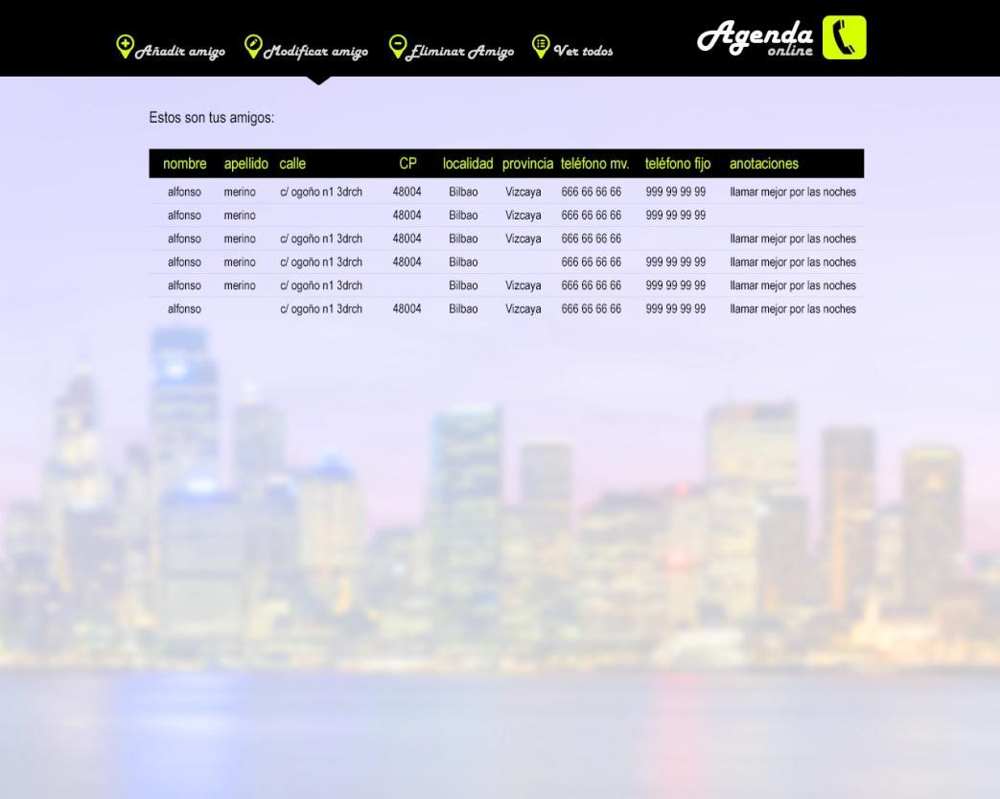 Añadir amigo Modificar amigo Eliminar Amigo Ver todos
Agenda
online
Estos son tus amigos:
nombre apellido calle CP localidad provincia teléfono mv. teléfono fijo anotaciones
alfonso merino c/ ogoño n1 3drch 48004 Bilbao Vizcaya 666 66 66 66 999 99 99 99 llamar mejor por las noches
alfonso merino 48004 Bilbao Vizcaya 666 66 66 66 999 99 99 99
alfonso merino c/ ogoño n1 3drch 48004 Bilbao Vizcaya 666 66 66 66 llamar mejor por las noches
alfonso merino c/ ogoño n1 3drch 48004 Bilbao 666 66 66 66 999 99 99 99 llamar mejor por las noches
alfonso merino c/ ogoño n1 3drch Bilbao Vizcaya 666 66 66 66 999 99 99 99 llamar mejor por las noches
alfonso c/ ogoño n1 3drch 48004 Bilbao Vizcaya 666 66 66 66 999 99 99 99 llamar mejor por las noches